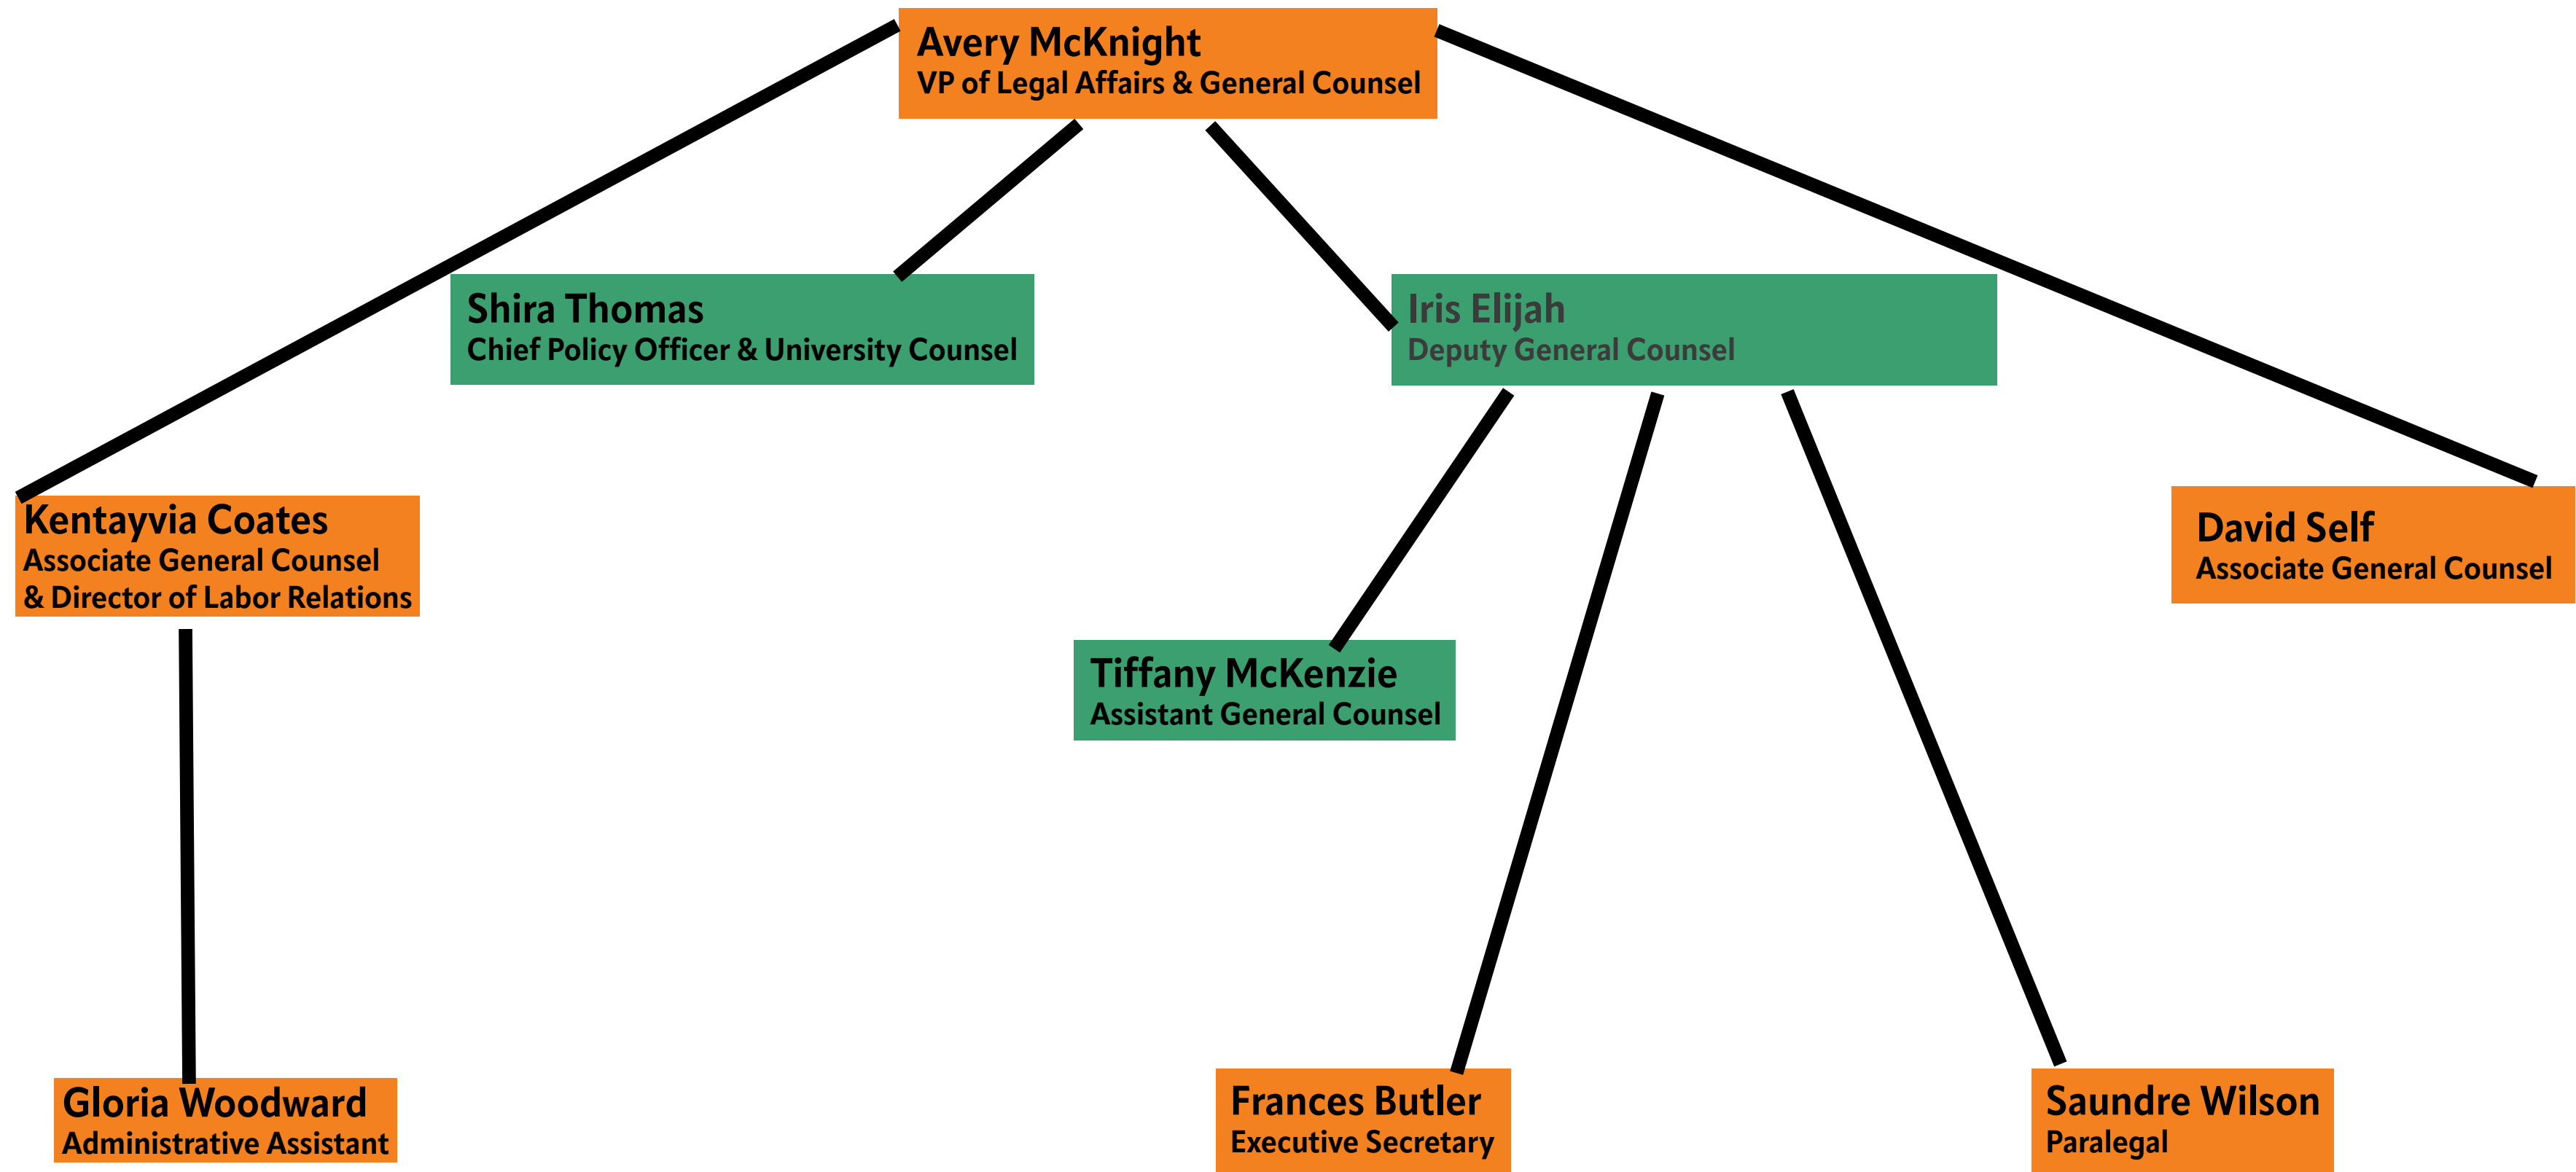 Avery McKnight
VP of Legal Affairs & General Counsel
Shira Thomas
Chief Policy Officer & University Counsel
Iris Elijah
Deputy General Counsel
Kentayvia Coates
Associate General Counsel
& Director of Labor Relations
David Self
Associate General Counsel
Tiffany McKenzie
Assistant General Counsel
Gloria Woodward
Administrative Assistant
Frances Butler
Executive Secretary
Saundre Wilson
Paralegal